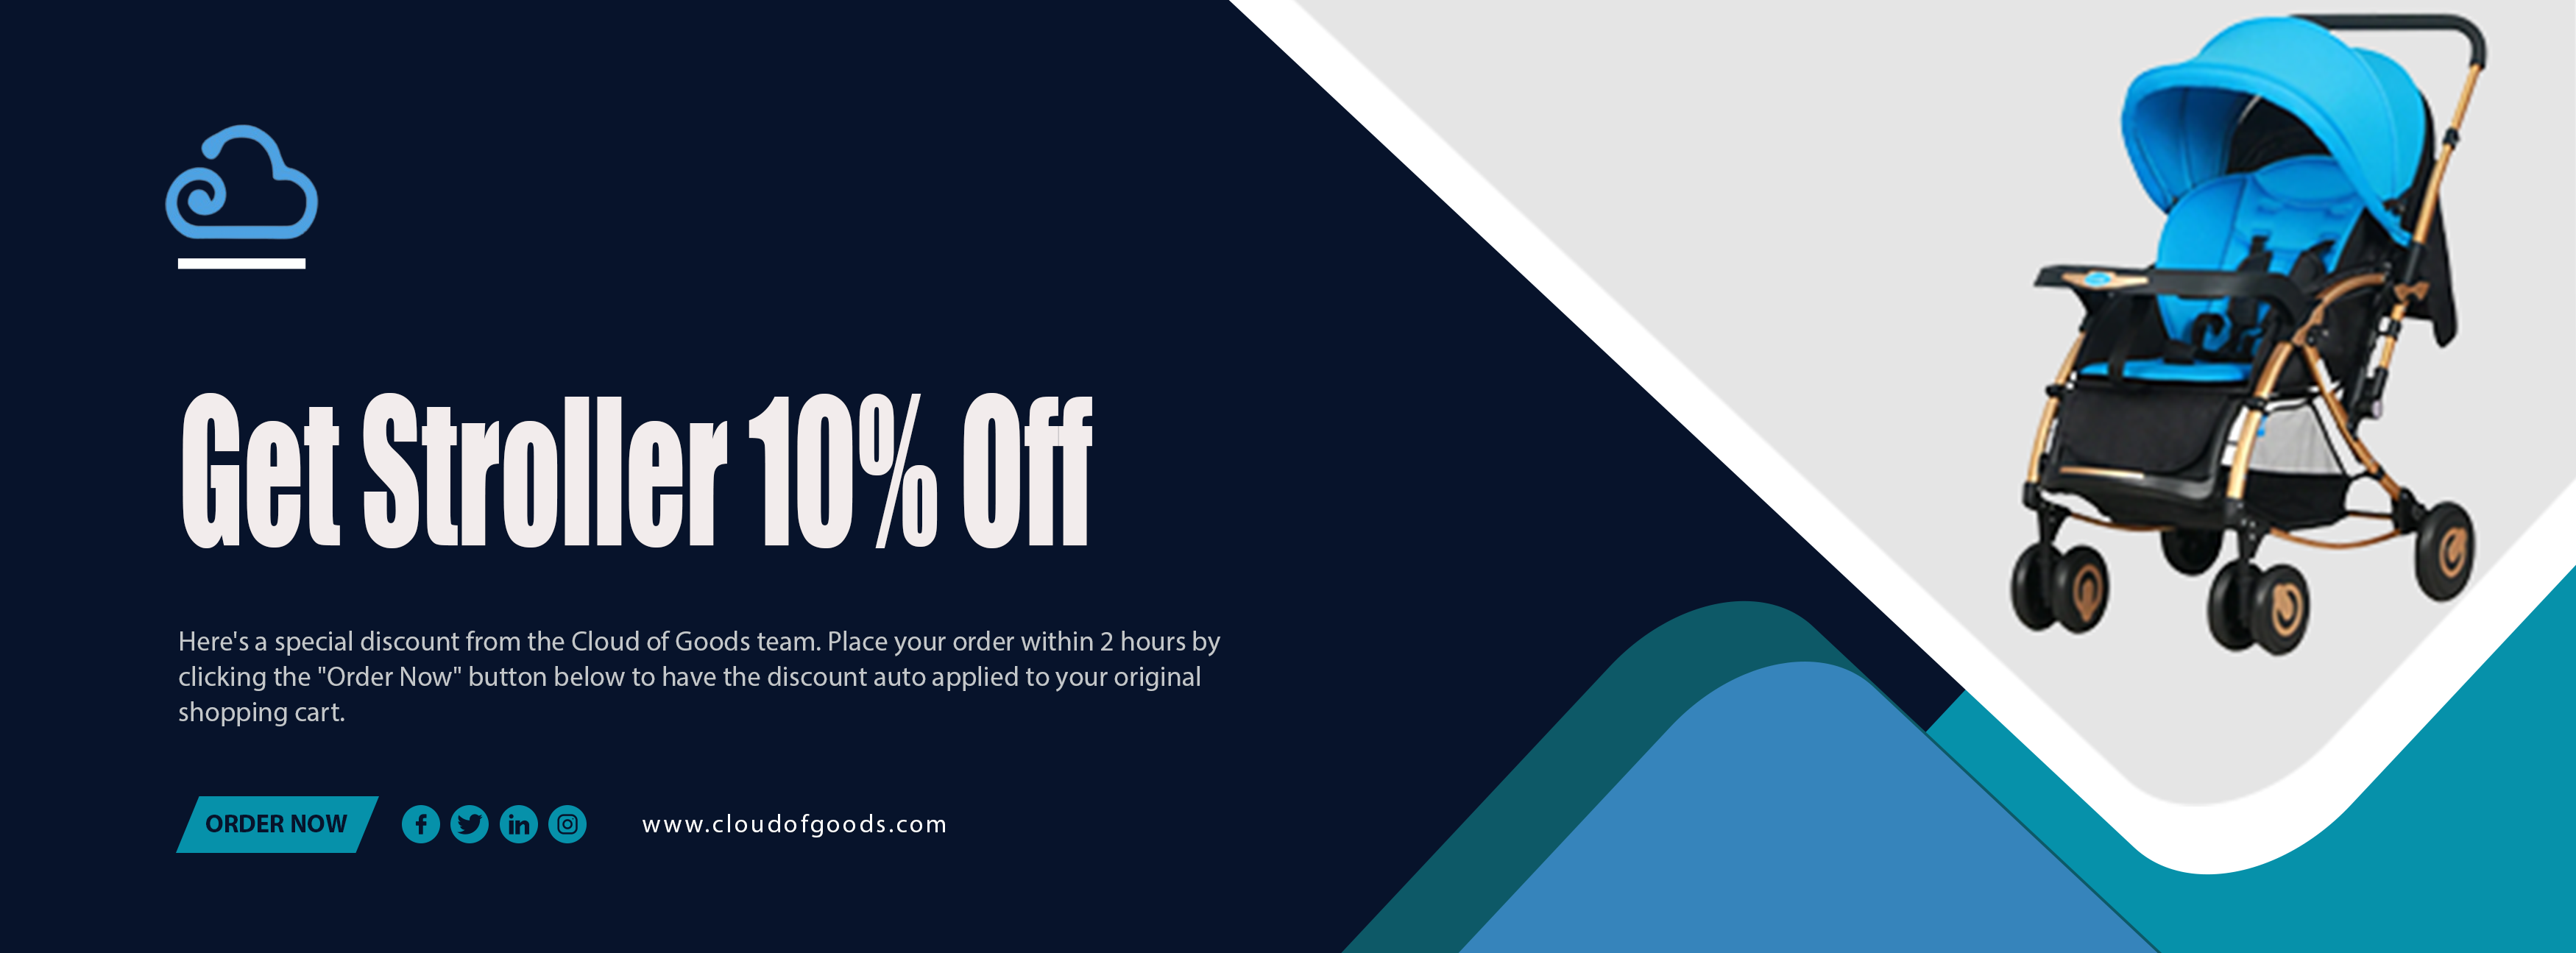 Get Stroller 10% Off
Here's a special discount from the Cloud of Goods team. Place your order within 2 hours by
clicking the "Order Now" button below to have the discount auto applied to your original
shopping cart.
ORDER NOW
www.cloudofgoods.com